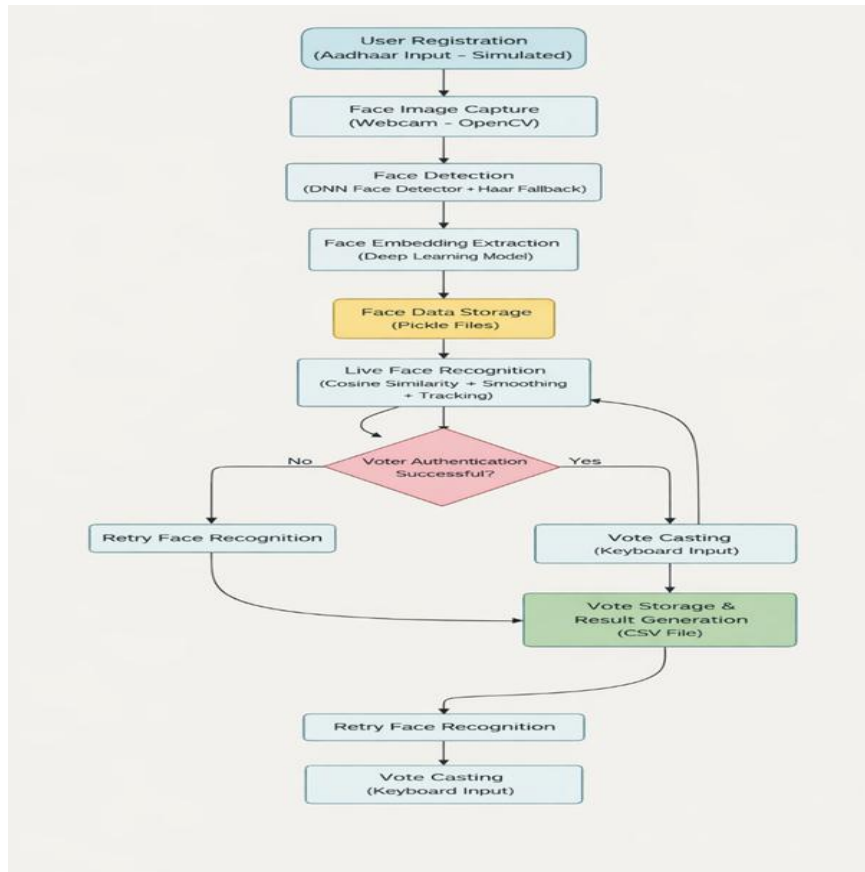 User Registration
(Aadhaar Input – Simulated)
Face Image Capture
(Webcam – OpenCV)
Face Detection
(DNN Face Detector + Haar Fallback)
Face Embedding Extraction
(Deep Learning Model)
Face Data Storage
(Pickle Files)
Live Face Recognition
(Cosine Similarity + Smoothing
+ Tracking)
No
Voter Authentication
Successful?
Yes
Retry Face Recognition
Vote Casting
(Keyboard Input)
Vote Storage &
Result Generation
(CSV File)
Retry Face Recognition
Vote Casting
(Keyboard Input)